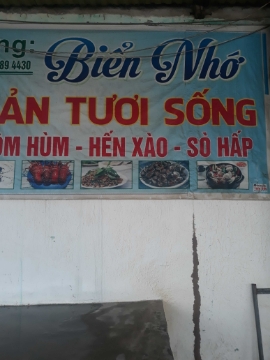 ng:
89 4430
Biển Nhớ
ẢN TƯƠI SỐNG
ÔM HÙM - HẾN XÀO - SÒ HẤP